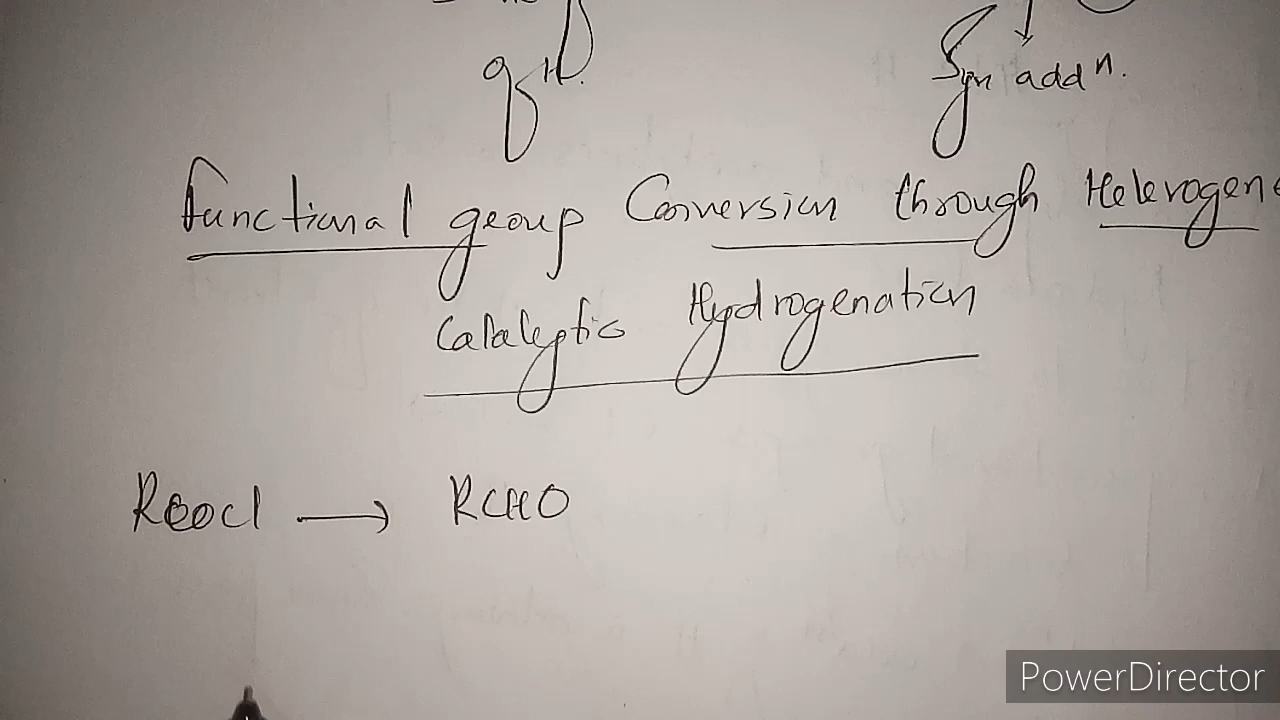 Syn addⁿ.
Functional group Conversion through Heterogene
Catalytic Hydrogenation
RCOCl → RCHO
PowerDirector